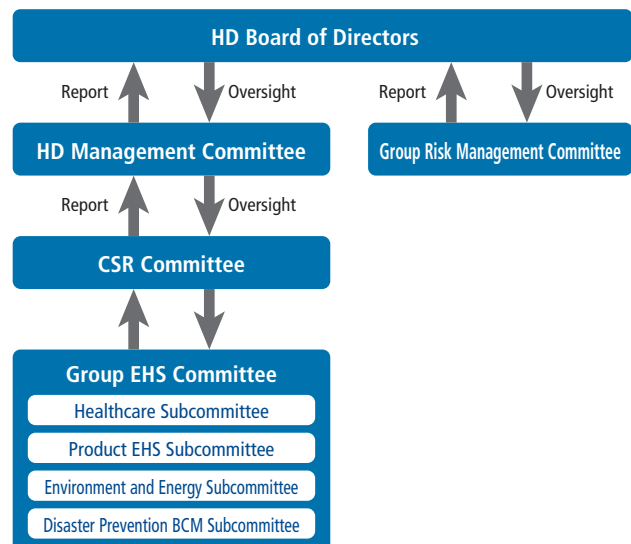 HD Board of Directors
Report
Oversight
Report
Oversight
HD Management Committee
Group Risk Management Committee
Report
Oversight
CSR Committee
Group EHS Committee
Healthcare Subcommittee
Product EHS Subcommittee
Environment and Energy Subcommittee
Disaster Prevention BCM Subcommittee